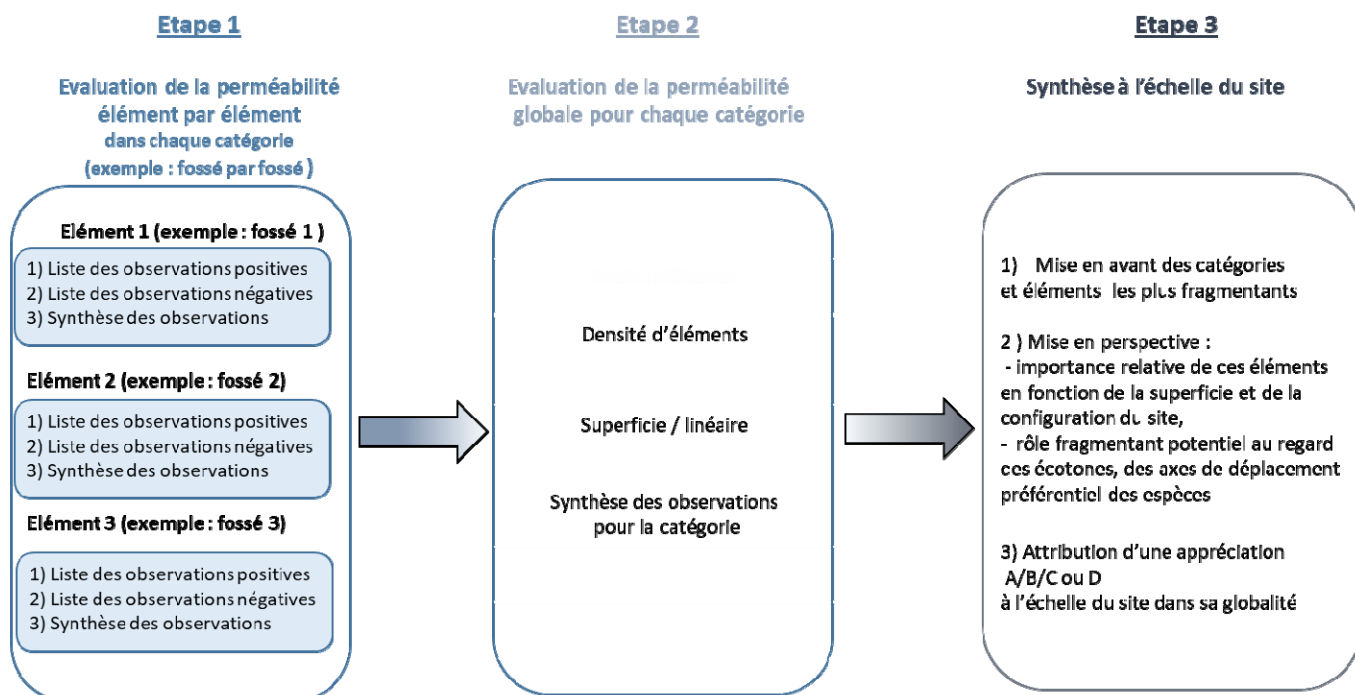 Etape 1
Evaluation de la perméabilité
élément par élément
dans chaque catégorie
(exemple : fossé par fossé )
Elément 1 (exemple : fossé 1 )
1) Liste des observations positives
2) Liste des observations négatives
3) Synthèse des observations
Elément 2 (exemple : fossé 2)
1) Liste des observations positives
2) Liste des observations négatives
3) Synthèse des observations
Elément 3 (exemple : fossé 3)
1) Liste des observations positives
2) Liste des observations négatives
3) Synthèse des observations
Etape 2
Evaluation de la perméabilité
globale pour chaque catégorie
Densité d’éléments
Superficie / linéaire
Synthèse des observations
pour la catégorie
Etape 3
Synthèse à l’échelle du site
1) Mise en avant des catégories
et éléments les plus fragmentants
2 ) Mise en perspective :
- importance relative de ces éléments
en fonction de la superficie et de la
configuration du site,
- rôle fragmentant potentiel au regard
des écotones, des axes de déplacement
préférentiel des espèces
3) Attribution d’une appréciation
A/B/C ou D
à l’échelle du site dans sa globalité